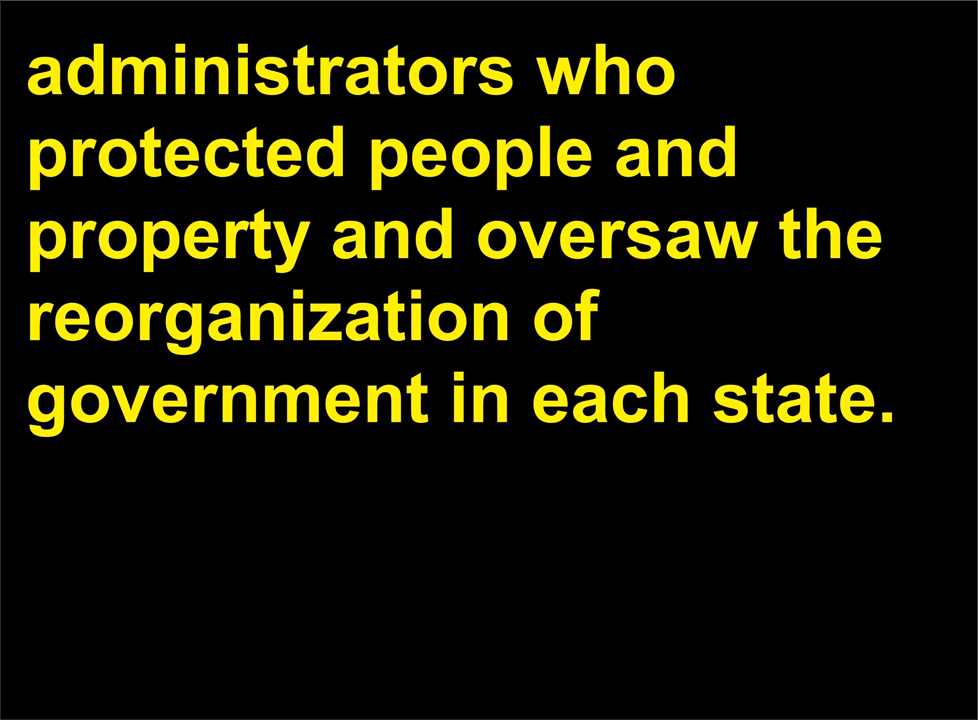 administrators who
protected people and
property and oversaw the
reorganization of
government in each state.